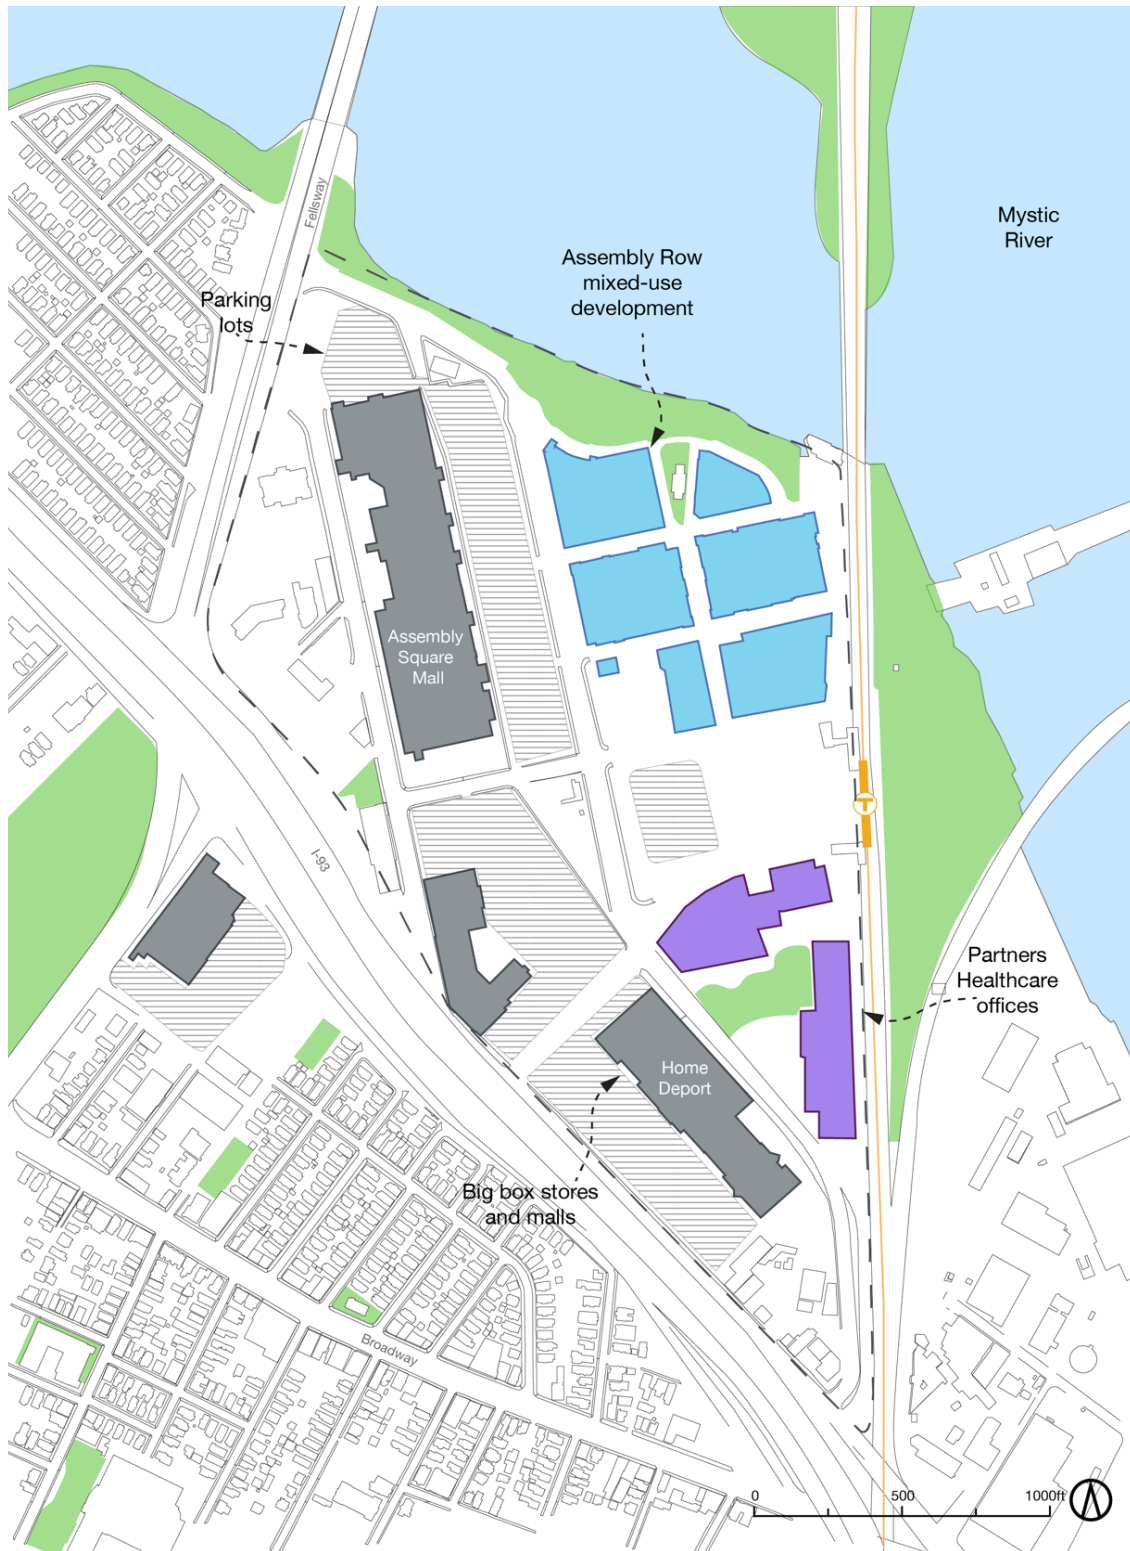 Mystic
River
Fellsway
Assembly Row
mixed-use
development
Parking
lots
Assembly
Square
Mall
T
I-93
Partners
Healthcare
offices
Home
Deport
Big box stores
and malls
Broadway
0 500 1000ft